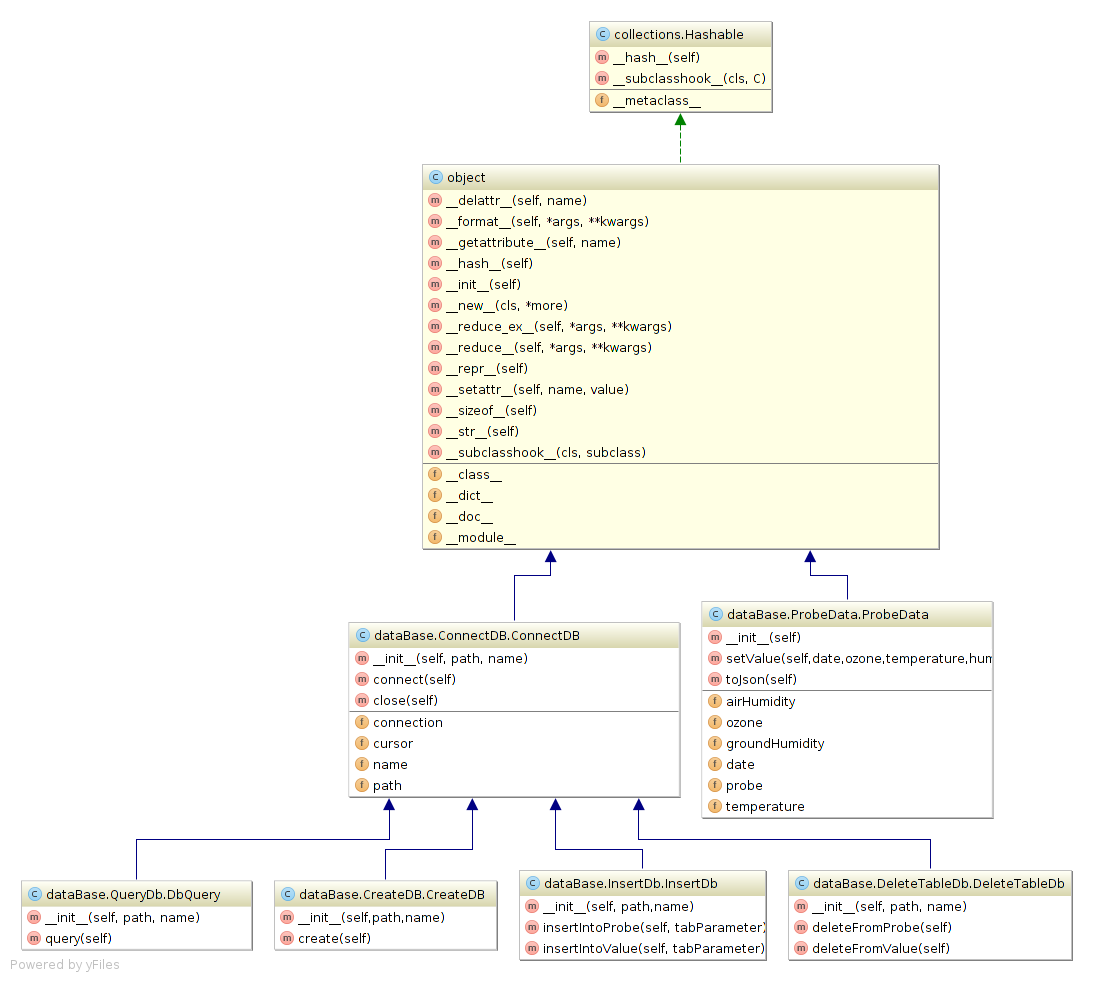 C collections.Hashable
m __hash__(self)
m __subclasshook__(cls, C)
f __metaclass__
C object
m __delattr__(self, name)
m __format__(self, *args, **kwargs)
m __getattribute__(self, name)
m __hash__(self)
m __init__(self)
m __new__(cls, *more)
m __reduce_ex__(self, *args, **kwargs)
m __reduce__(self, *args, **kwargs)
m __repr__(self)
m __setattr__(self, name, value)
m __sizeof__(self)
m __str__(self)
m __subclasshook__(cls, subclass)
f __class__
f __dict__
f __doc__
f __module__
C dataBase.ConnectDB.ConnectDB
m __init__(self, path, name)
m connect(self)
m close(self)
f connection
f cursor
f name
f path
C dataBase.ProbeData.ProbeData
m __init__(self)
m setValue(self,date,ozone,temperature,hum
m toJson(self)
f airHumidity
f ozone
f groundHumidity
f date
f probe
f temperature
C dataBase.QueryDb.DbQuery
m __init__(self, path, name)
m query(self)
C dataBase.CreateDB.CreateDB
m __init__(self,path,name)
m create(self)
C dataBase.InsertDb.InsertDb
m __init__(self, path,name)
m insertIntoProbe(self, tabParameter)
m insertIntoValue(self, tabParameter)
C dataBase.DeleteTableDb.DeleteTableDb
m __init__(self, path, name)
m deleteFromProbe(self)
m deleteFromValue(self)
Powered by yFiles